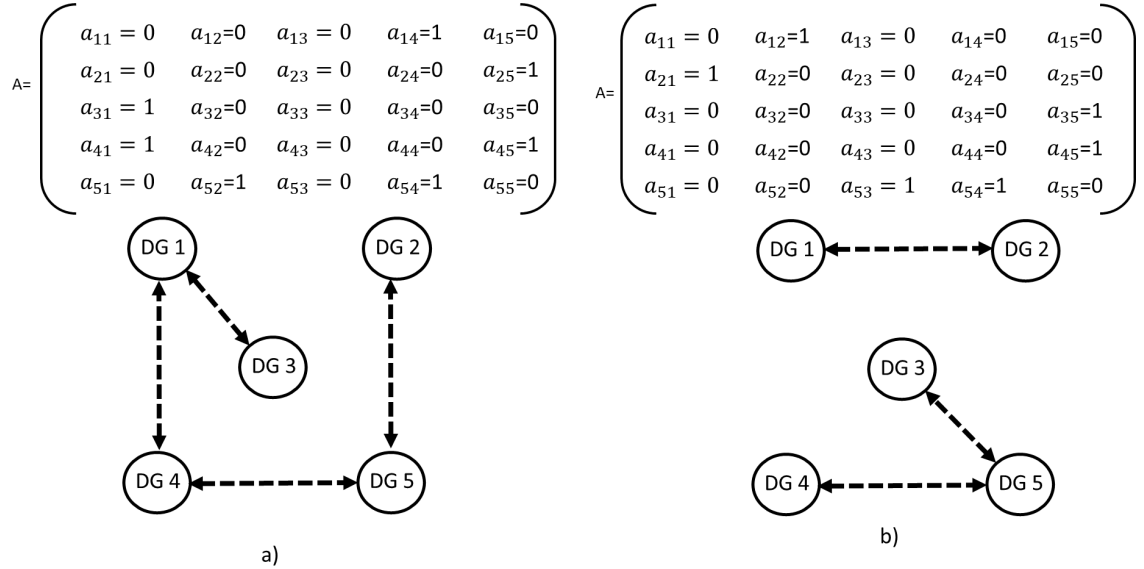 a₁₁ = 0 a₁₂=0 a₁₃ = 0 a₁₄=1 a₁₅=0
a₂₁ = 0 a₂₂=0 a₂₃ = 0 a₂₄=0 a₂₅=1
A=
a₃₁ = 1 a₃₂=0 a₃₃ = 0 a₃₄=0 a₃₅=0
a₄₁ = 1 a₄₂=0 a₄₃ = 0 a₄₄=0 a₄₅=1
a₅₁ = 0 a₅₂=1 a₅₃ = 0 a₅₄=1 a₅₅=0
DG 1
DG 2
DG 3
DG 4
DG 5
a)
a₁₁ = 0 a₁₂=1 a₁₃ = 0 a₁₄=0 a₁₅=0
a₂₁ = 1 a₂₂=0 a₂₃ = 0 a₂₄=0 a₂₅=0
A=
a₃₁ = 0 a₃₂=0 a₃₃ = 0 a₃₄=0 a₃₅=1
a₄₁ = 0 a₄₂=0 a₄₃ = 0 a₄₄=0 a₄₅=1
a₅₁ = 0 a₅₂=0 a₅₃ = 1 a₅₄=1 a₅₅=0
DG 1
DG 2
DG 3
DG 4
DG 5
b)